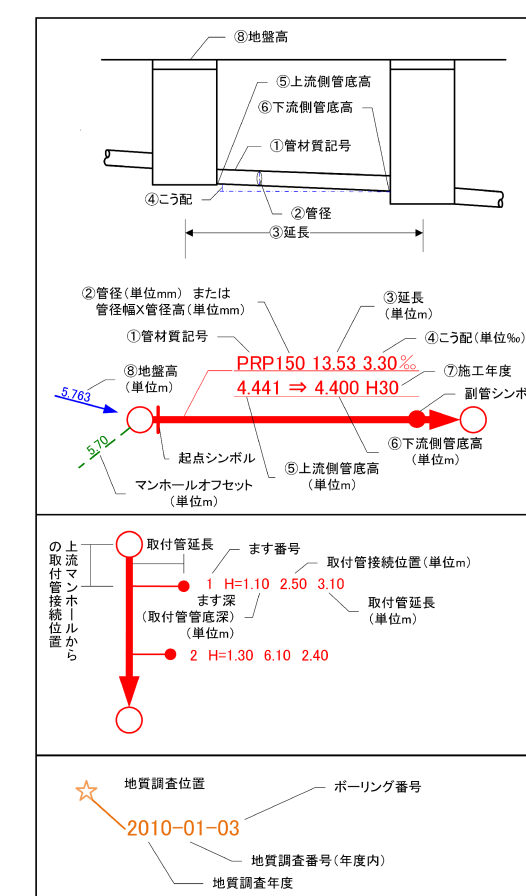 ⑧地盤高
⑤上流側管底高
⑥下流側管底高
①管材質記号
④こう配
②管径
③延長
②管径(単位mm) または
管径幅X管径高(単位mm)
③延長
(単位m)
①管材質記号
④こう配(単位‰)
PRP150 13.53 3.30‰
⑧地盤高
(単位m)
⑦施工年度
4.441 ⇒ 4.400 H30
5.763
副管シンボ
5.70
起点シンボル
⑥下流側管底高
(単位m)
⑤上流側管底高
(単位m)
マンホールオフセット
(単位m)
上流マンホールから
の取付管接続位置
取付管延長
ます番号
取付管接続位置(単位m)
1 H=1.10 2.50 3.10
ます深
(取付管管底深)
(単位m)
取付管延長
(単位m)
2 H=1.30 6.10 2.40
地質調査位置
ボーリング番号
2010-01-03
地質調査番号(年度内)
地質調査年度